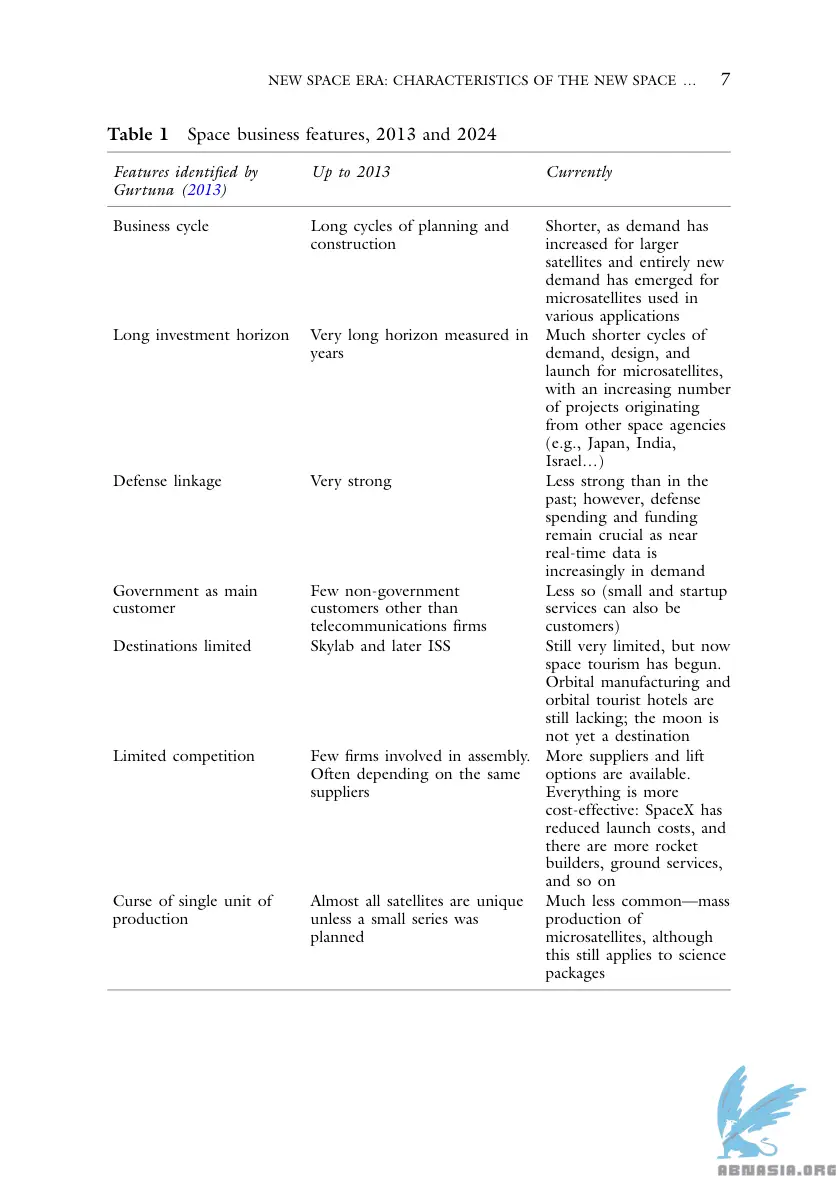 NEW SPACE ERA: CHARACTERISTICS OF THE NEW SPACE … 7
Table 1 Space business features, 2013 and 2024
Features identified by Gurtuna (2013)
Up to 2013
Currently
Business cycle
Long cycles of planning and
construction
Shorter, as demand has
increased for larger
satellites and entirely new
demand has emerged for
microsatellites used in
various applications
Long investment horizon
Very long horizon measured in
years
Much shorter cycles of
demand, design, and
launch for microsatellites,
with an increasing number
of projects originating
from other space agencies
(e.g., Japan, India,
Israel…)
Defense linkage
Very strong
Less strong than in the
past; however, defense
spending and funding
remain crucial as near
real-time data is
increasingly in demand
Government as main
customer
Few non-government
customers other than
telecommunications firms
Less so (small and startup
services can also be
customers)
Destinations limited
Skylab and later ISS
Still very limited, but now
space tourism has begun.
Orbital manufacturing and
orbital tourist hotels are
still lacking; the moon is
not yet a destination
Limited competition
Few firms involved in assembly.
Often depending on the same
suppliers
More suppliers and lift
options are available.
Everything is more
cost-effective: SpaceX has
reduced launch costs, and
there are more rocket
builders, ground services,
and so on
Curse of single unit of
production
Almost all satellites are unique
unless a small series was
planned
Much less common—mass
production of
microsatellites, although
this still applies to science
packages
ABNASIA.ORG